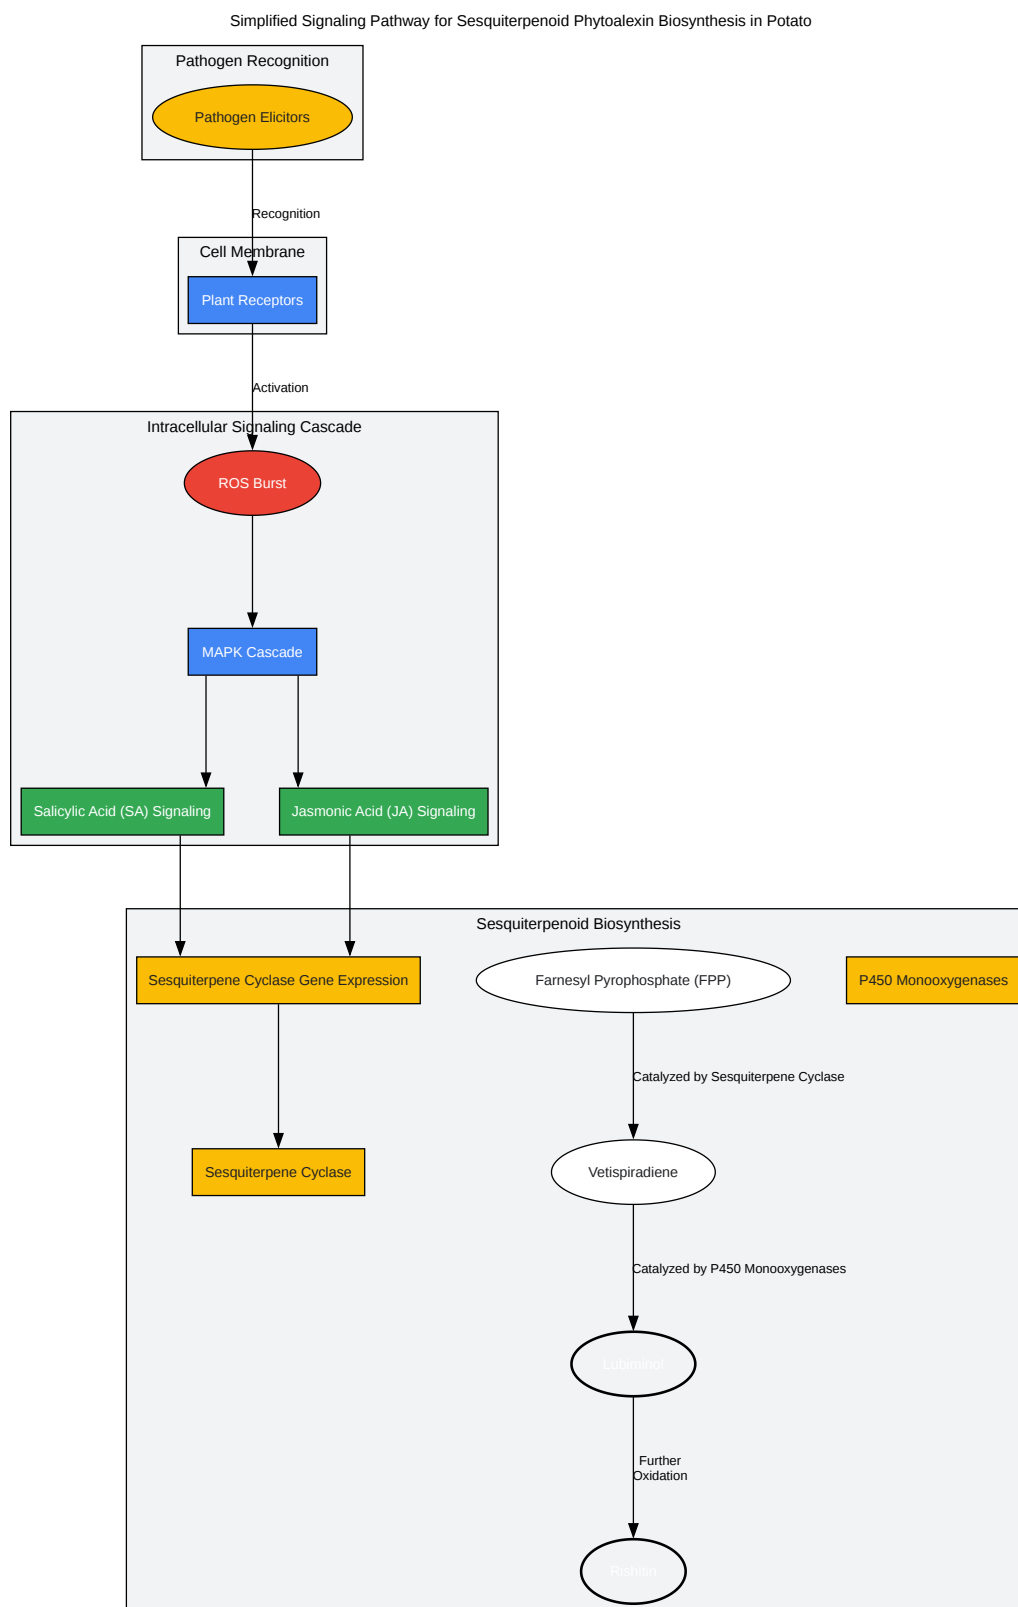 Simplified Signaling Pathway for Sesquiterpenoid Phytoalexin Biosynthesis in Potato
Pathogen Recognition
Pathogen Elicitors
Recognition
Cell Membrane
Plant Receptors
Activation
Intracellular Signaling Cascade
ROS Burst
MAPK Cascade
Salicylic Acid (SA) Signaling
Jasmonic Acid (JA) Signaling
Sesquiterpenoid Biosynthesis
Sesquiterpene Cyclase Gene Expression
Farnesyl Pyrophosphate (FPP)
P450 Monooxygenases
Catalyzed by Sesquiterpene Cyclase
Sesquiterpene Cyclase
Vetispiradiene
Catalyzed by P450 Monooxygenases
Lubiminol
Further
Oxidation
Rishitin